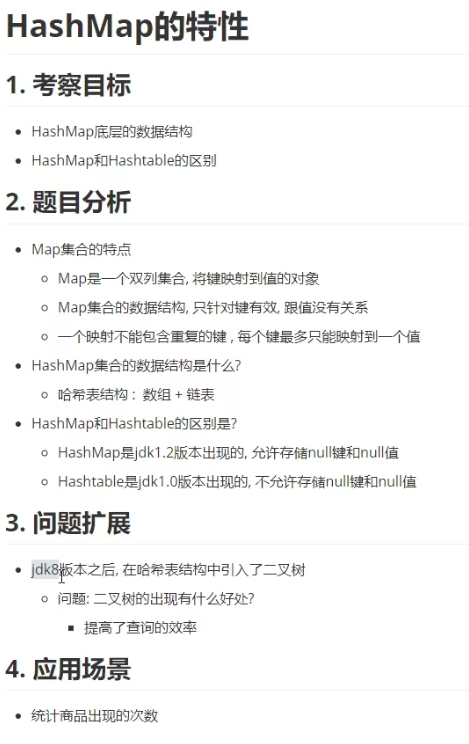 HashMap的特性
1. 考察目标
HashMap底层的数据结构
HashMap和Hashtable的区别
2. 题目分析
Map集合的特点
Map是一个双列集合, 将键映射到值的对象
Map集合的数据结构, 只针对键有效, 跟值没有关系
一个映射不能包含重复的键 , 每个键最多只能映射到一个值
HashMap集合的数据结构是什么?
哈希表结构 :  数组 + 链表
HashMap和Hashtable的区别是?
HashMap是jdk1.2版本出现的, 允许存储null键和null值
Hashtable是jdk1.0版本出现的, 不允许存储null键和null值
3. 问题扩展
jdk8版本之后, 在哈希表结构中引入了二叉树
问题: 二叉树的出现有什么好处?
提高了查询的效率
4. 应用场景
统计商品出现的次数